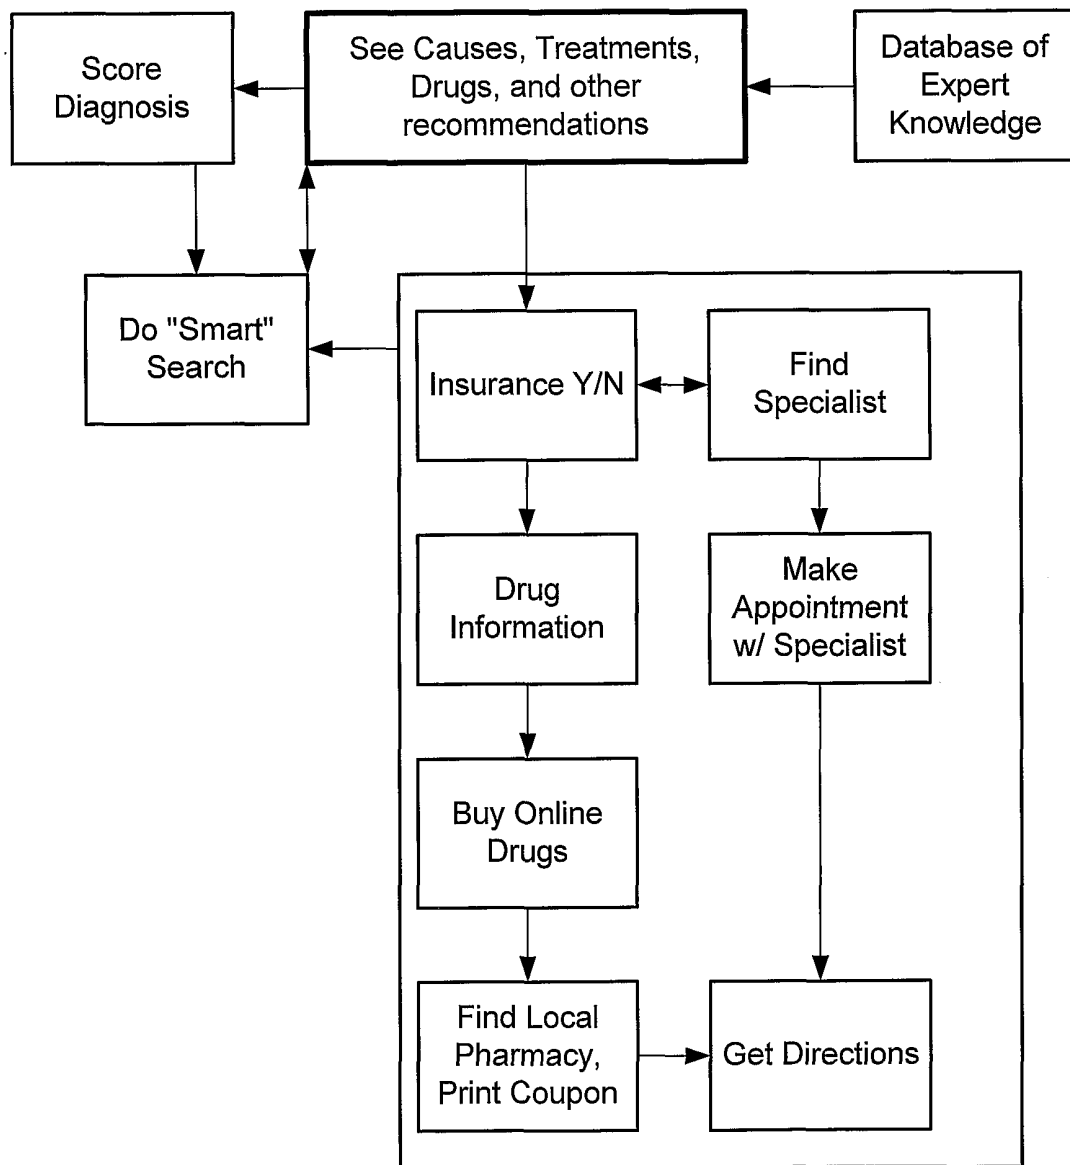 Score
Diagnosis
See Causes, Treatments,
Drugs, and other
recommendations
Database of
Expert
Knowledge
Do "Smart"
Search
Insurance Y/N
Find
Specialist
Drug
Information
Make
Appointment
w/ Specialist
Buy Online
Drugs
Find Local
Pharmacy,
Print Coupon
Get Directions